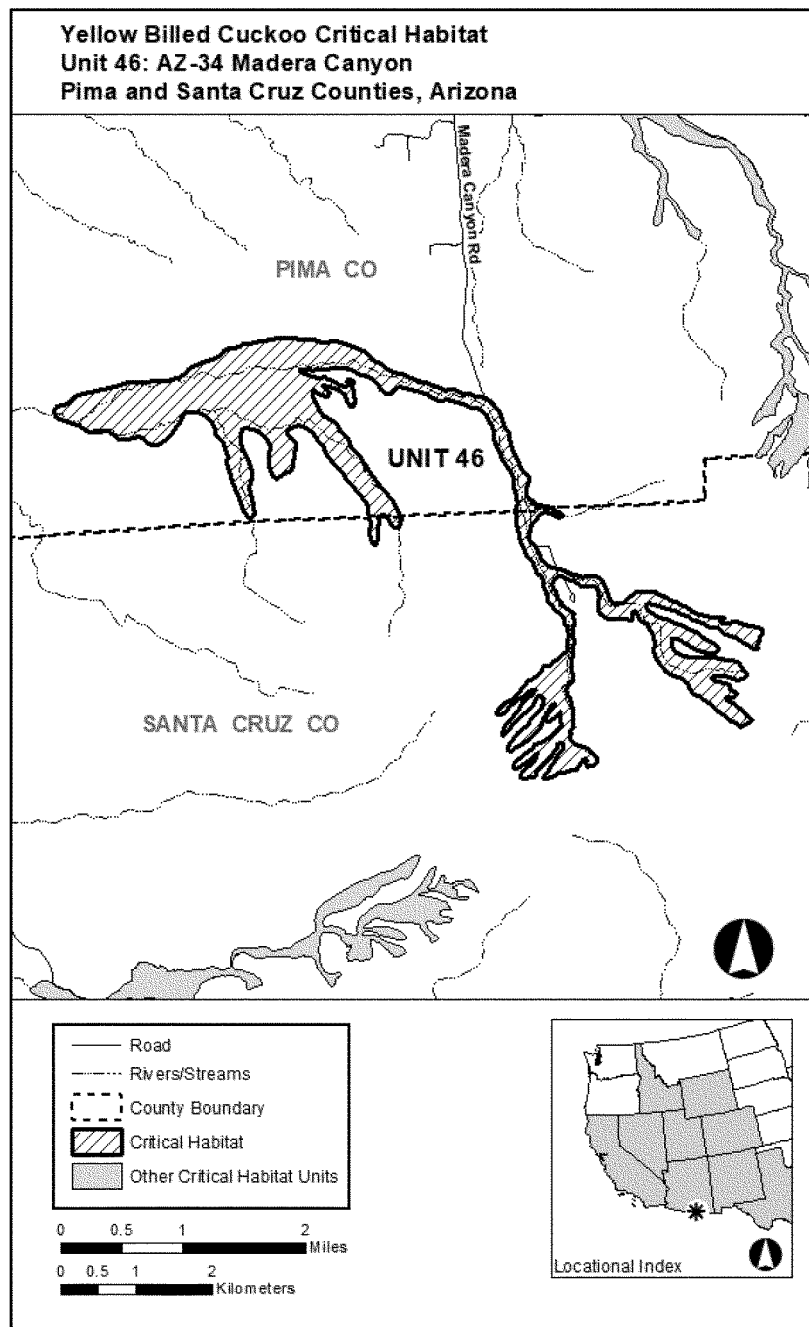 Yellow Billed Cuckoo Critical Habitat
Unit 46: AZ-34 Madera Canyon
Pima and Santa Cruz Counties, Arizona
Madera Canyon Rd
PIMA CO
UNIT 46
SANTA CRUZ CO
Road
Rivers/Streams
County Boundary
Critical Habitat
Other Critical Habitat Units
0 0.5 1 2
Miles
0 0.5 1 2
Kilometers
Locational Index